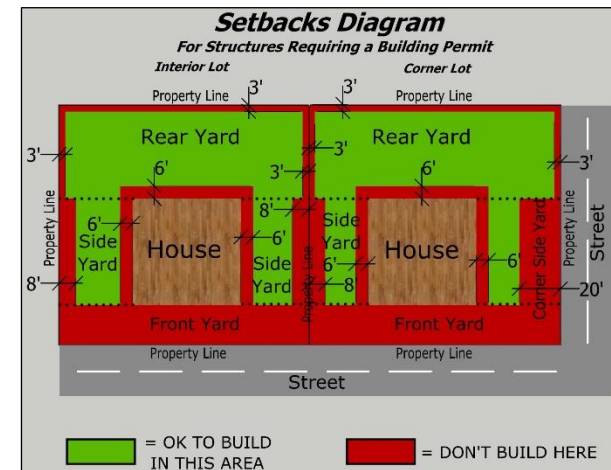 Setbacks Diagram
For Structures Requiring a Building Permit
Interior Lot
Corner Lot
Property Line
3'
3'
Property Line
Rear Yard
Rear Yard
3'
3'
3'
3'
6'
6'
Property Line
Property Line
Property Line
8'
6'
Side
Yard
House
6'
Side
Yard
8'
Side
Yard
6'
8'
House
6'
Corner Side Yard
20'
Street
Front Yard
Front Yard
Property Line
Property Line
Street
= OK TO BUILD
IN THIS AREA
= DON'T BUILD HERE